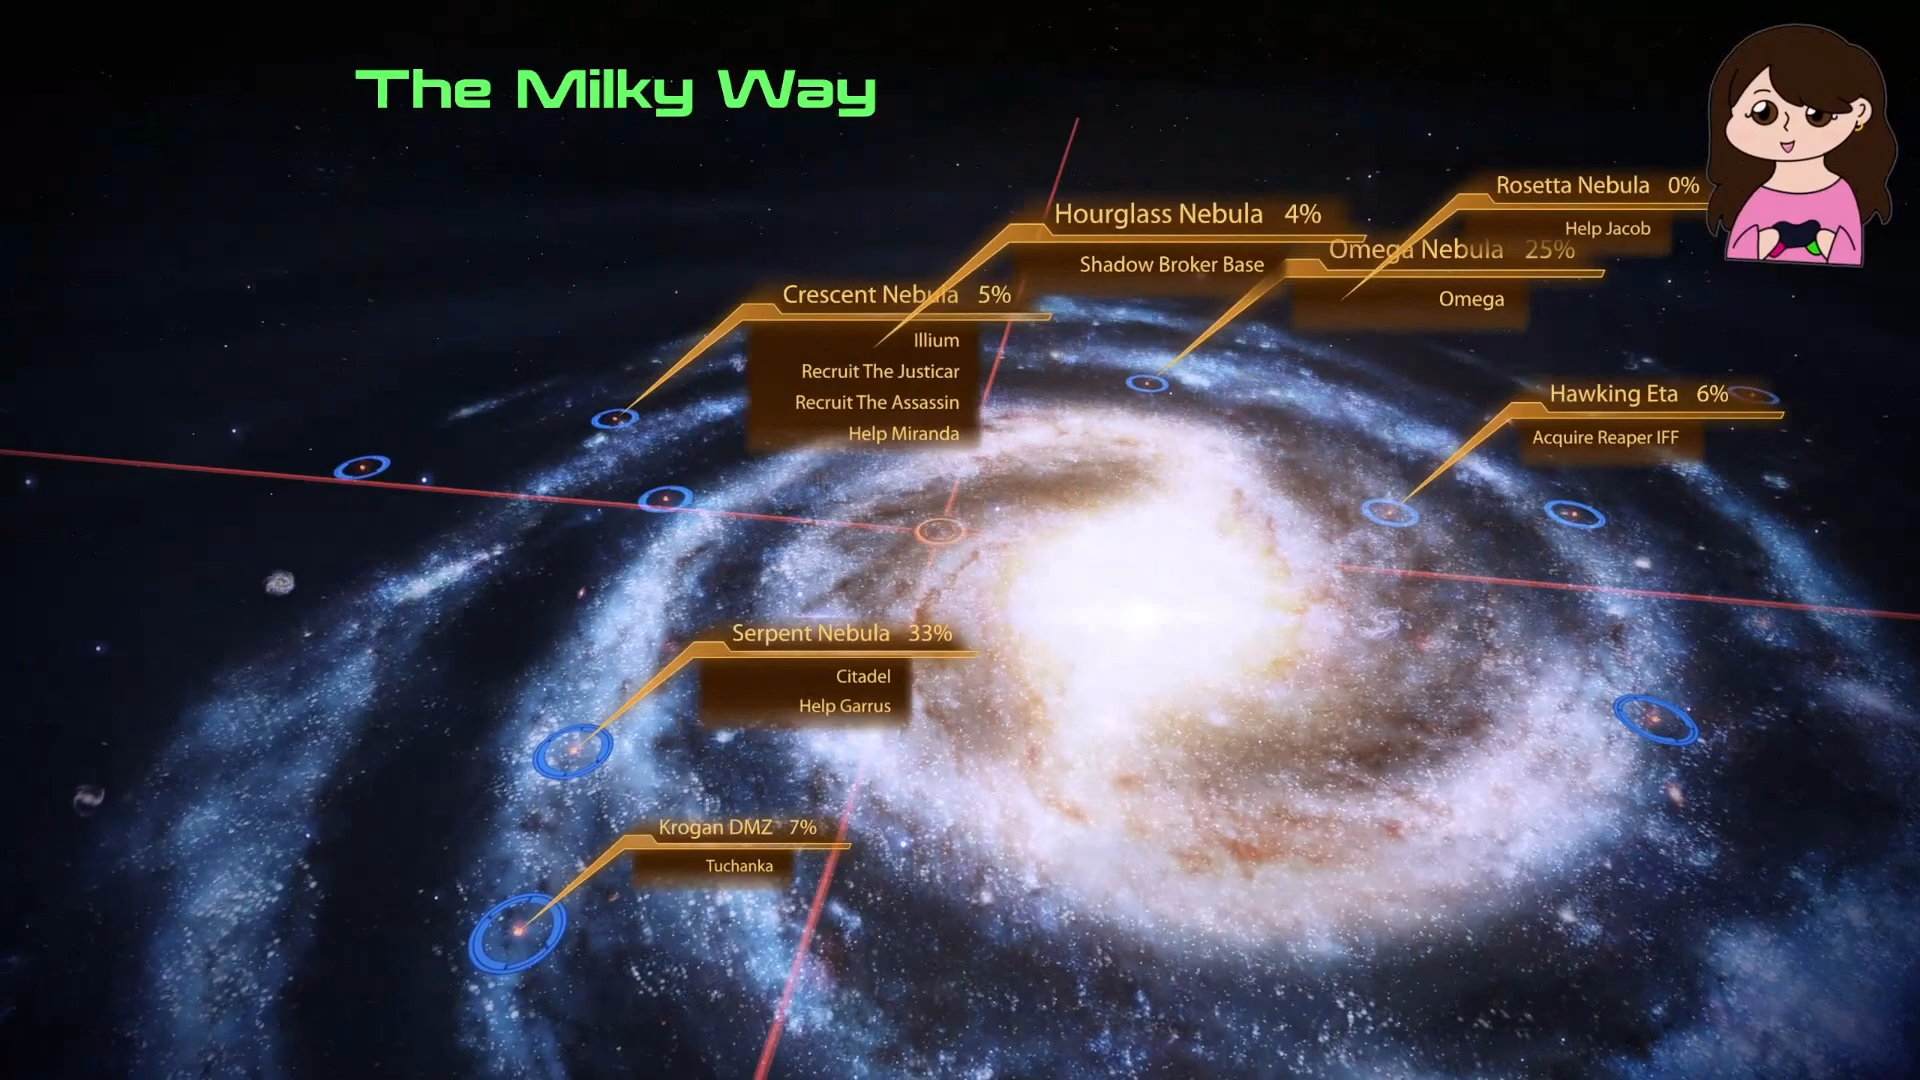 The Milky Way
Rosetta Nebula 0%
Help Jacob
Hourglass Nebula 4%
Shadow Broker Base
Omega Nebula 25%
Omega
Crescent Nebula 5%
Illium
Recruit The Justicar
Recruit The Assassin
Help Miranda
Hawking Eta 6%
Acquire Reaper IFF
Serpent Nebula 33%
Citadel
Help Garrus
Krogan DMZ 7%
Tuchanka